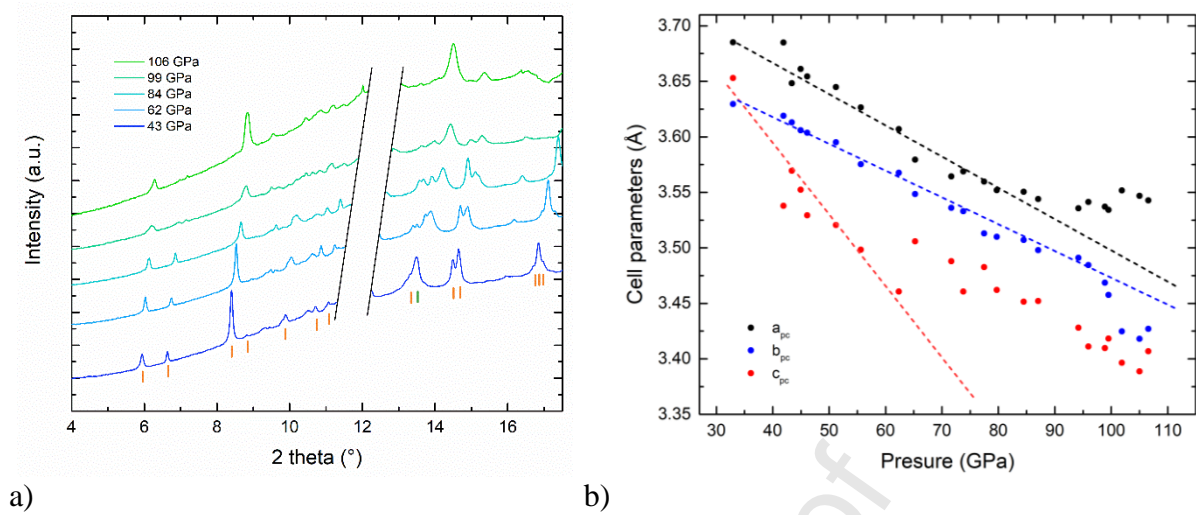 106 GPa
99 GPa
84 GPa
62 GPa
43 GPa
Intensity (a.u.)
4 6 8 10 12 14 16
2 theta (°)
a)
3.70
3.65
3.60
3.55
3.50
3.45
3.40
3.35
Cell parameters (Å)
a_pc
b_pc
c_pc
30 40 50 60 70 80 90 100 110
Presure (GPa)
b)
of